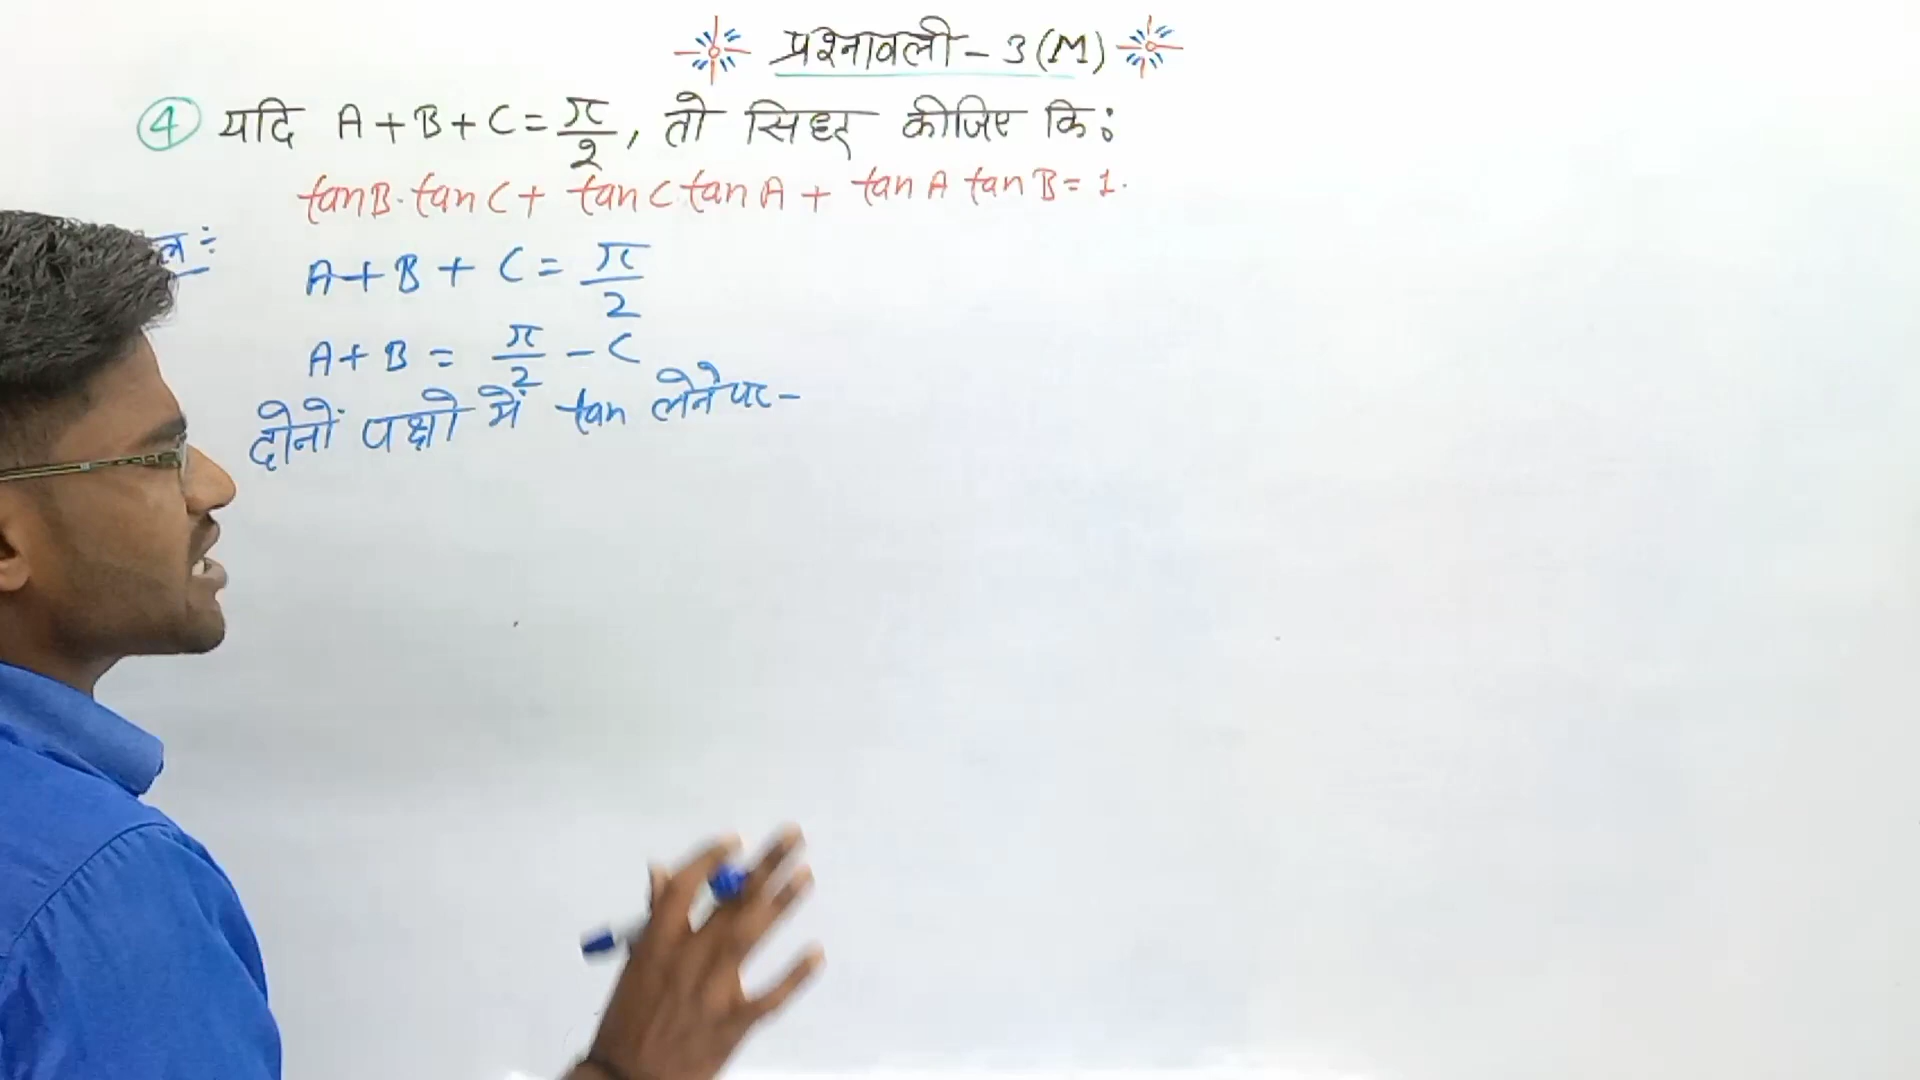 प्रश्नावली - 3 (M)
④ यदि A + B + C = π/2, तो सिद्ध कीजिए कि:
tan B . tan C + tan C tan A + tan A tan B = 1.
A + B + C = π/2
A + B = π/2 - C
दोनों पक्षो में tan लेने पर -